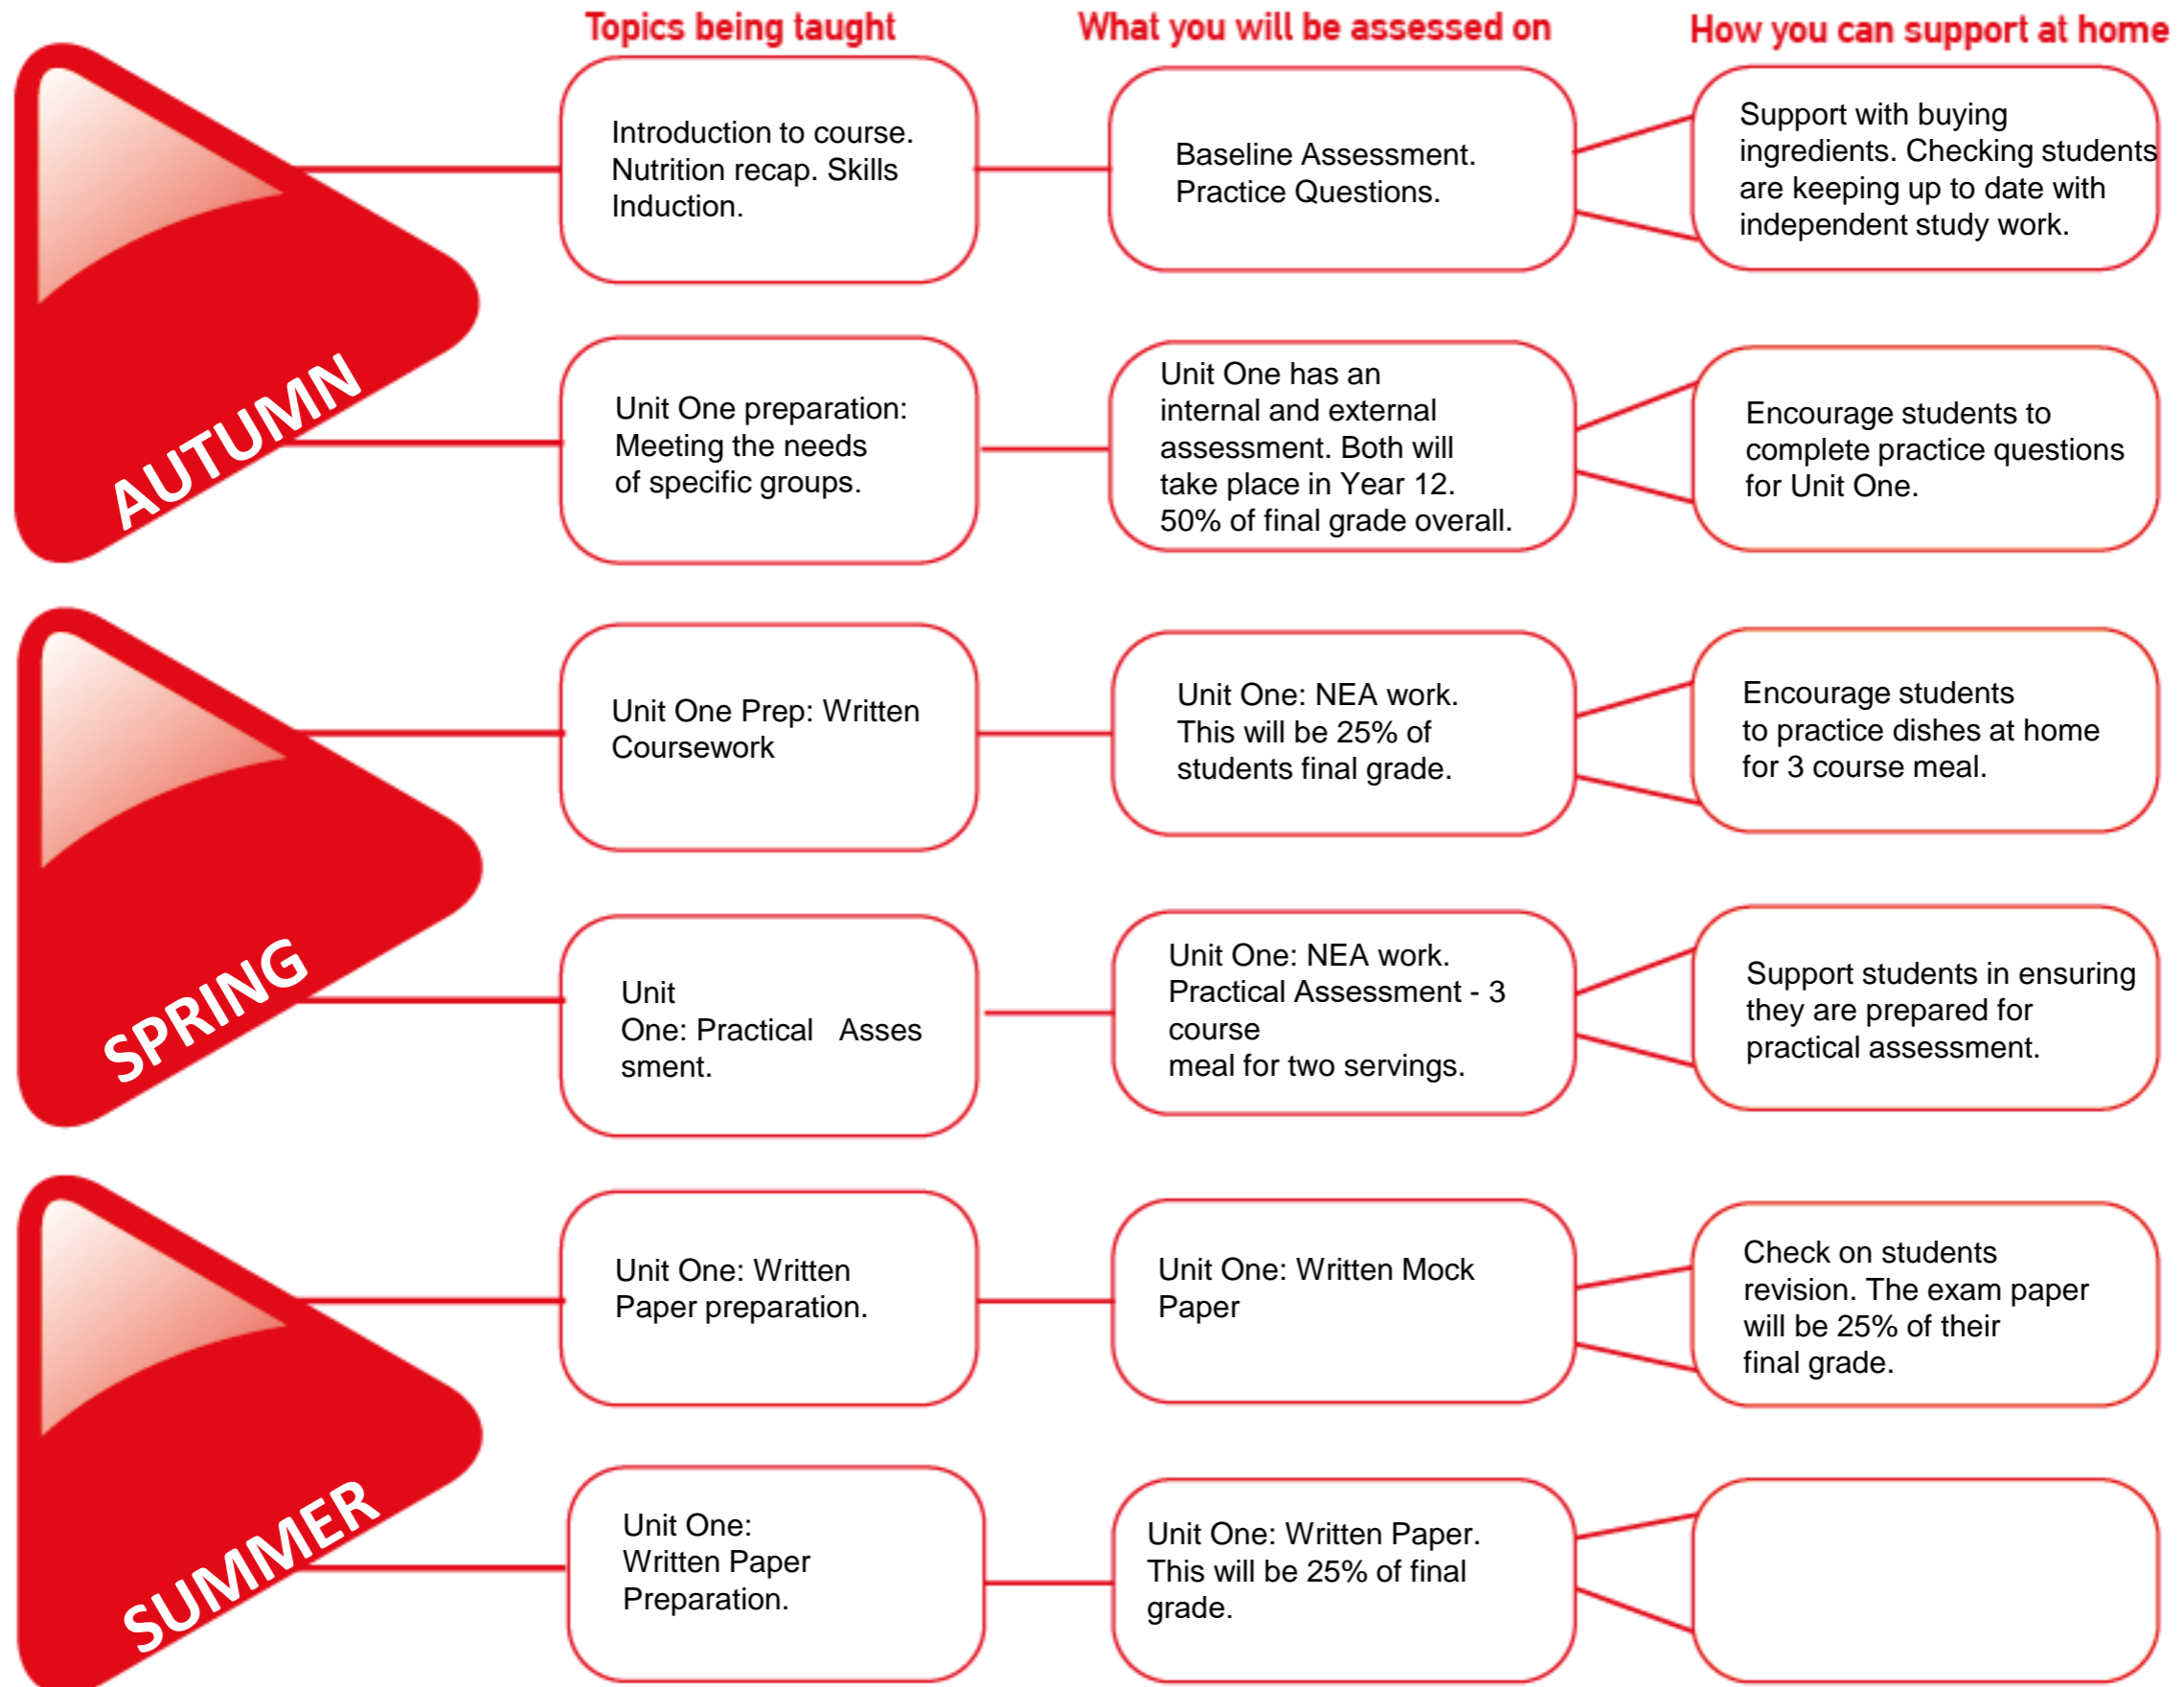 Topics being taught
What you will be assessed on
How you can support at home
AUTUMN
Introduction to course.
Nutrition recap. Skills
Induction.
Baseline Assessment.
Practice Questions.
Support with buying
ingredients. Checking students
are keeping up to date with
independent study work.
Unit One preparation:
Meeting the needs
of specific groups.
Unit One has an
internal and external
assessment. Both will
take place in Year 12.
50% of final grade overall.
Encourage students to
complete practice questions
for Unit One.
SPRING
Unit One Prep: Written
Coursework
Unit One: NEA work.
This will be 25% of
students final grade.
Encourage students
to practice dishes at home
for 3 course meal.
Unit
One: Practical Asses
sment.
Unit One: NEA work.
Practical Assessment - 3
course
meal for two servings.
Support students in ensuring
they are prepared for
practical assessment.
SUMMER
Unit One: Written
Paper preparation.
Unit One: Written Mock
Paper
Check on students
revision. The exam paper
will be 25% of their
final grade.
Unit One:
Written Paper
Preparation.
Unit One: Written Paper.
This will be 25% of final
grade.